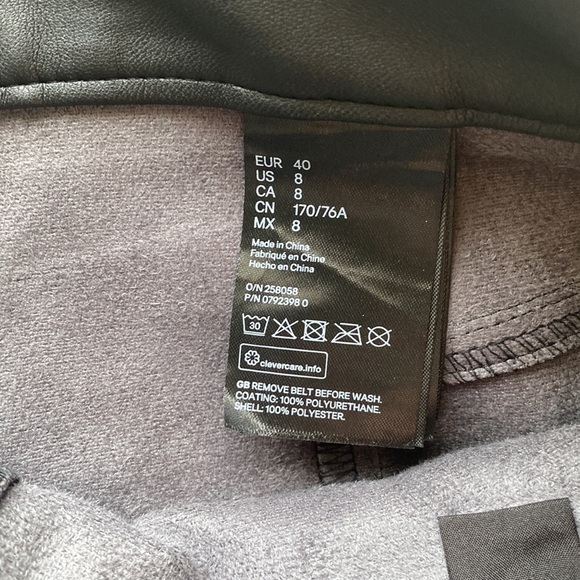 EUR 40
US 8
CA 8
CN 170/76A
MX 8
Made in China
Fabriqué en Chine
Hecho en China
O/N 258058
P/N 0792398 0
30
clevercare.info
GB REMOVE BELT BEFORE WASH.
COATING: 100% POLYURETHANE.
SHELL: 100% POLYESTER.